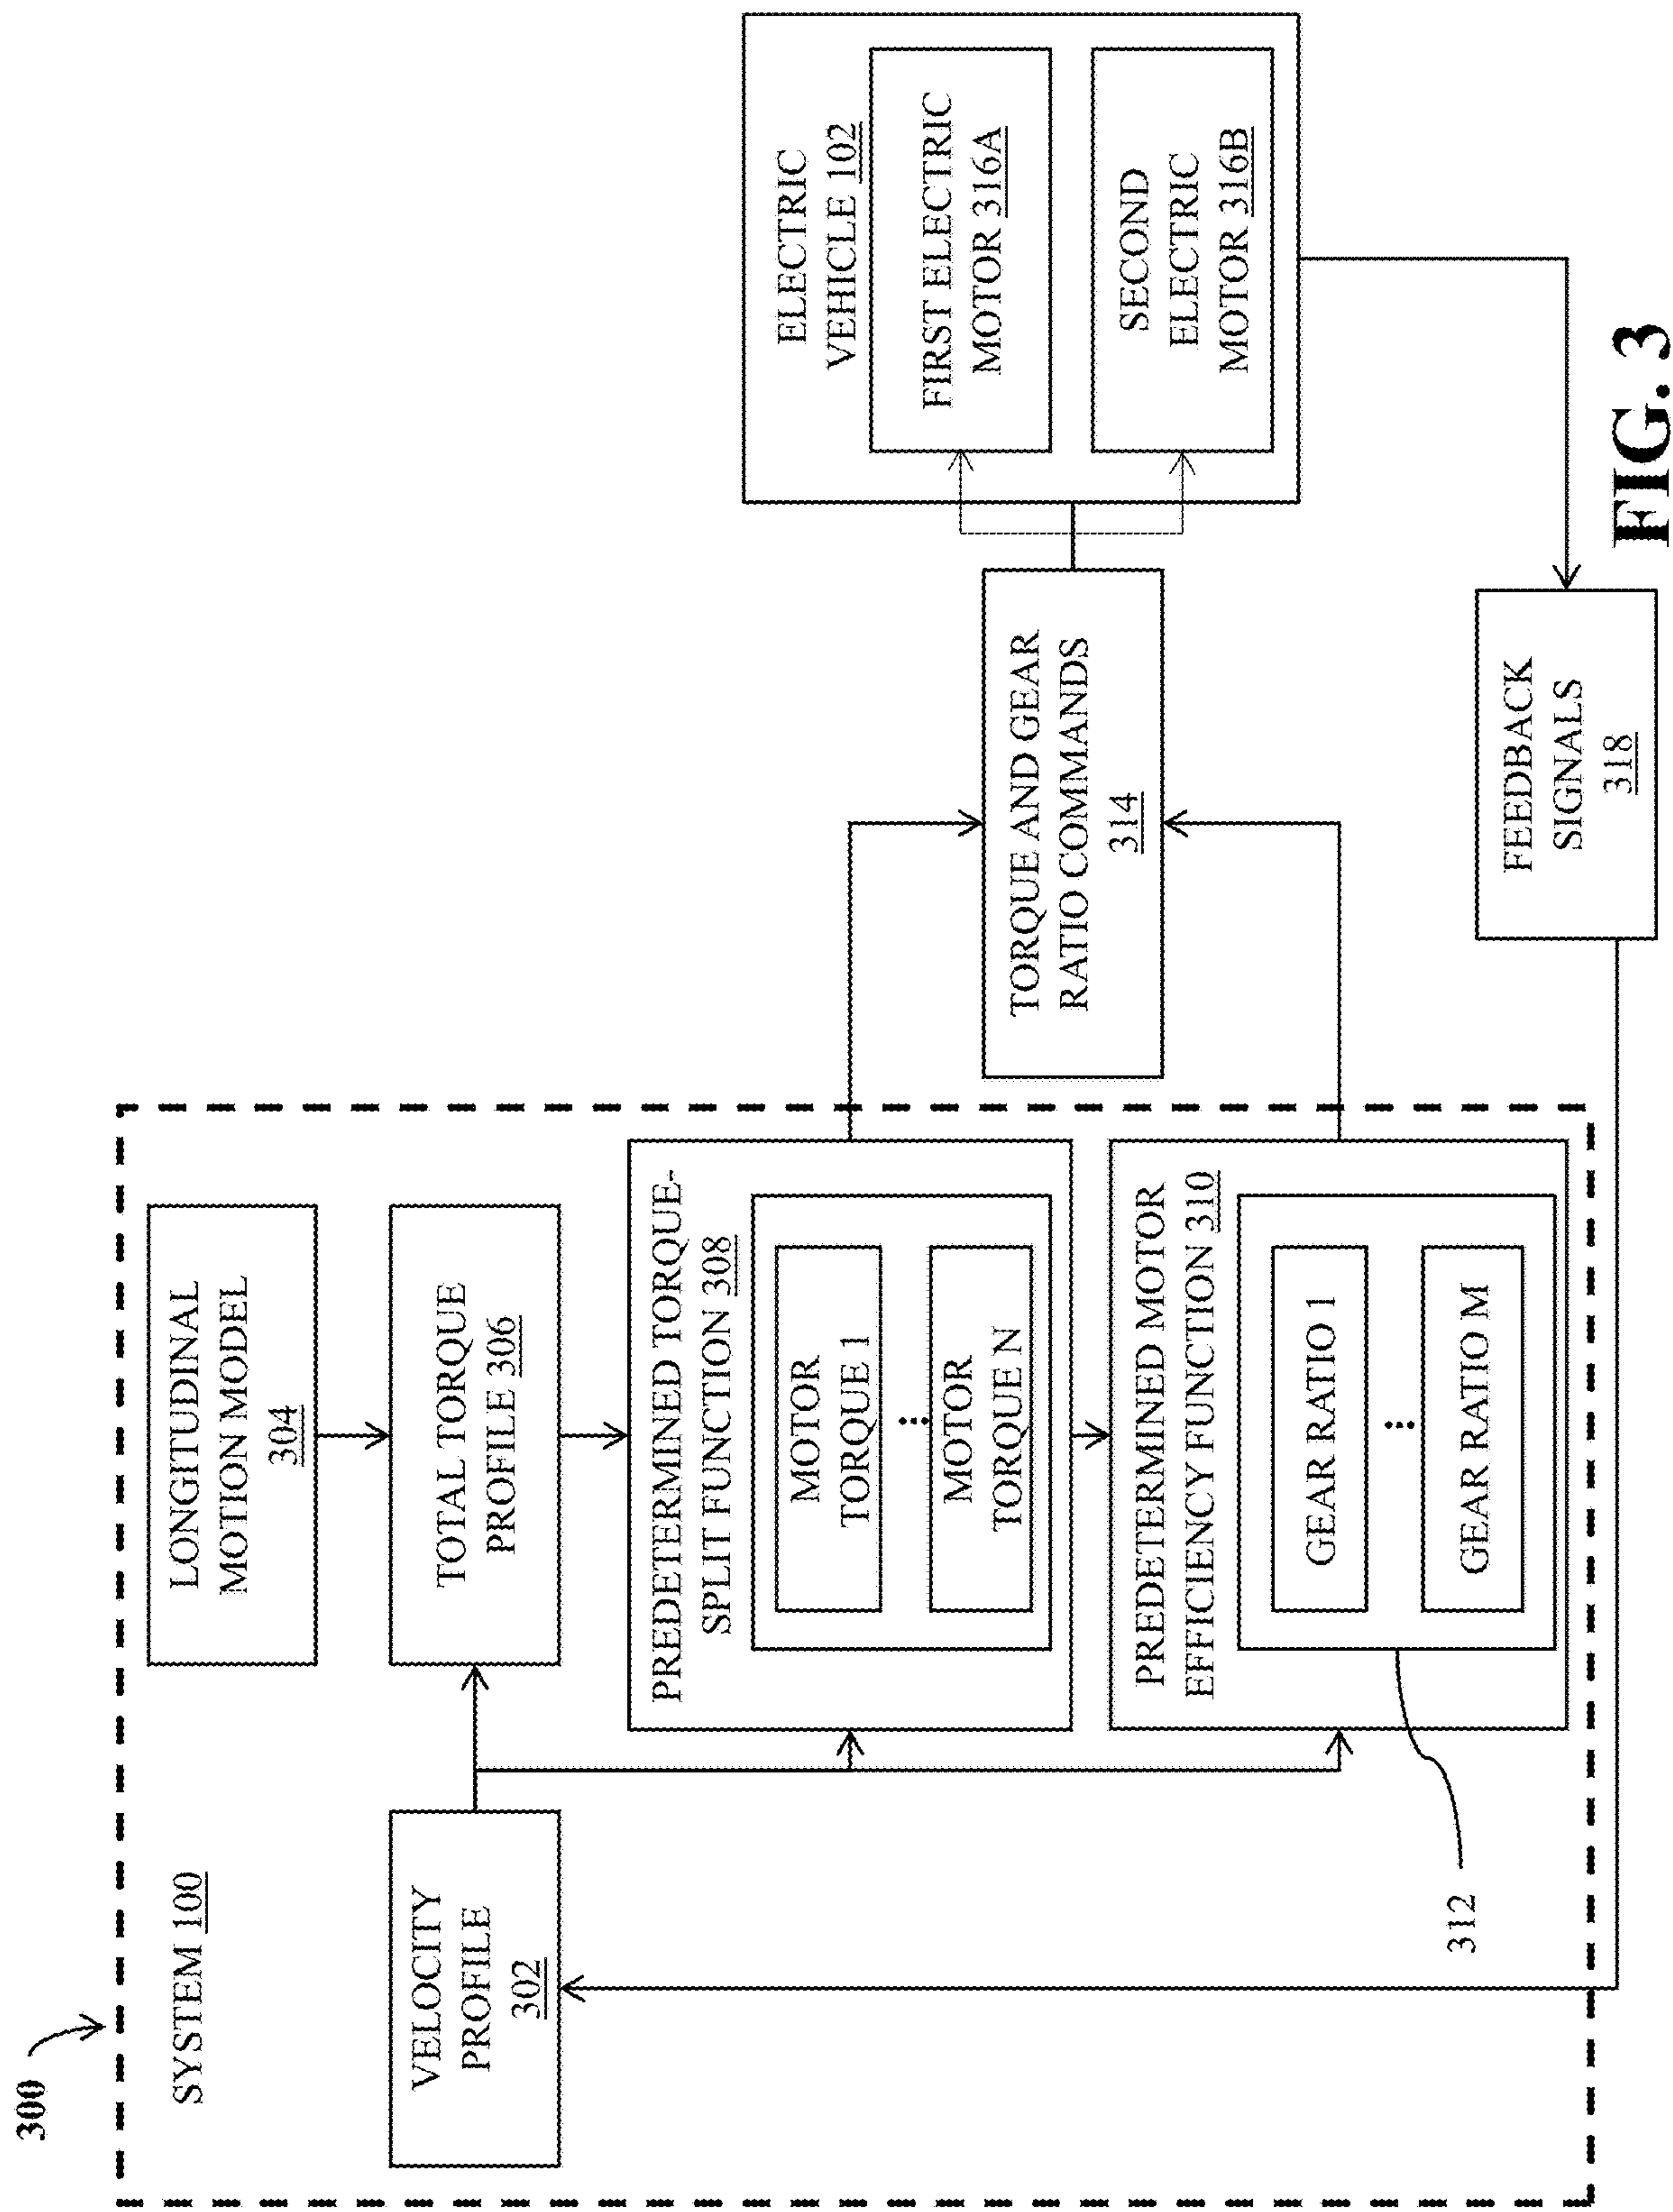 300
SYSTEM 100
VELOCITY
PROFILE
302
LONGITUDINAL
MOTION MODEL
304
TOTAL TORQUE
PROFILE 306
PREDETERMINED TORQUE-
SPLIT FUNCTION 308
MOTOR
TORQUE 1
...
MOTOR
TORQUE N
PREDETERMINED MOTOR
EFFICIENCY FUNCTION 310
GEAR RATIO 1
...
GEAR RATIO M
312
TORQUE AND GEAR
RATIO COMMANDS
314
ELECTRIC
VEHICLE 102
FIRST ELECTRIC
MOTOR 316A
SECOND
ELECTRIC
MOTOR 316B
FEEDBACK
SIGNALS
318
FIG. 3